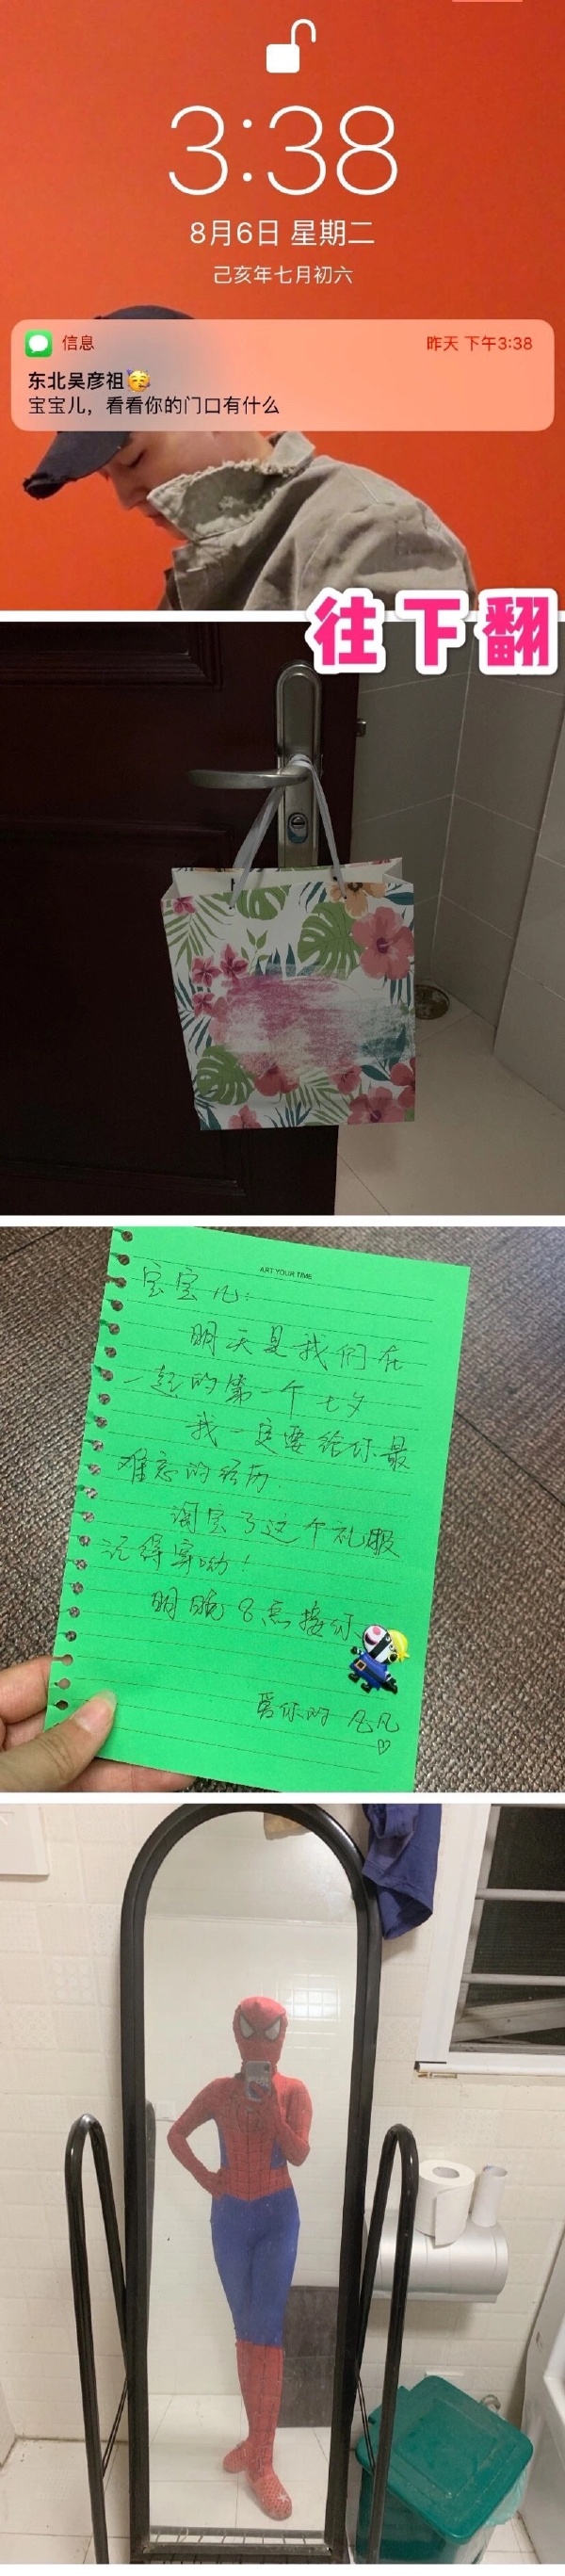 3:38
8月6日 星期二
己亥年七月初六
信息
昨天 下午3:38
东北吴彦祖🥳
宝宝儿，看看你的门口有什么
往下翻
ART YOUR TIME
宝宝儿：
明天是我们在
一起的第一个七夕
我一定要给你最
难忘的经历.
淘宝了这个礼服
记得穿呦！
明晚8点接你
爱你的 凡凡
♡